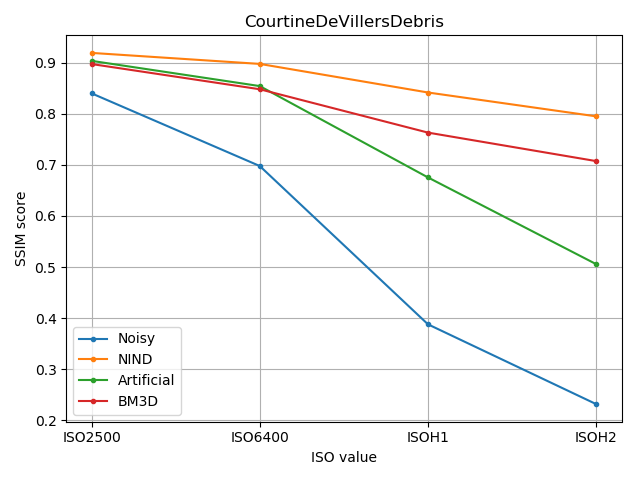 CourtineDeVillersDebris
SSIM score
0.9
0.8
0.7
0.6
0.5
0.4
0.3
0.2
Noisy
NIND
Artificial
BM3D
ISO2500 ISO6400 ISOH1 ISOH2
ISO value